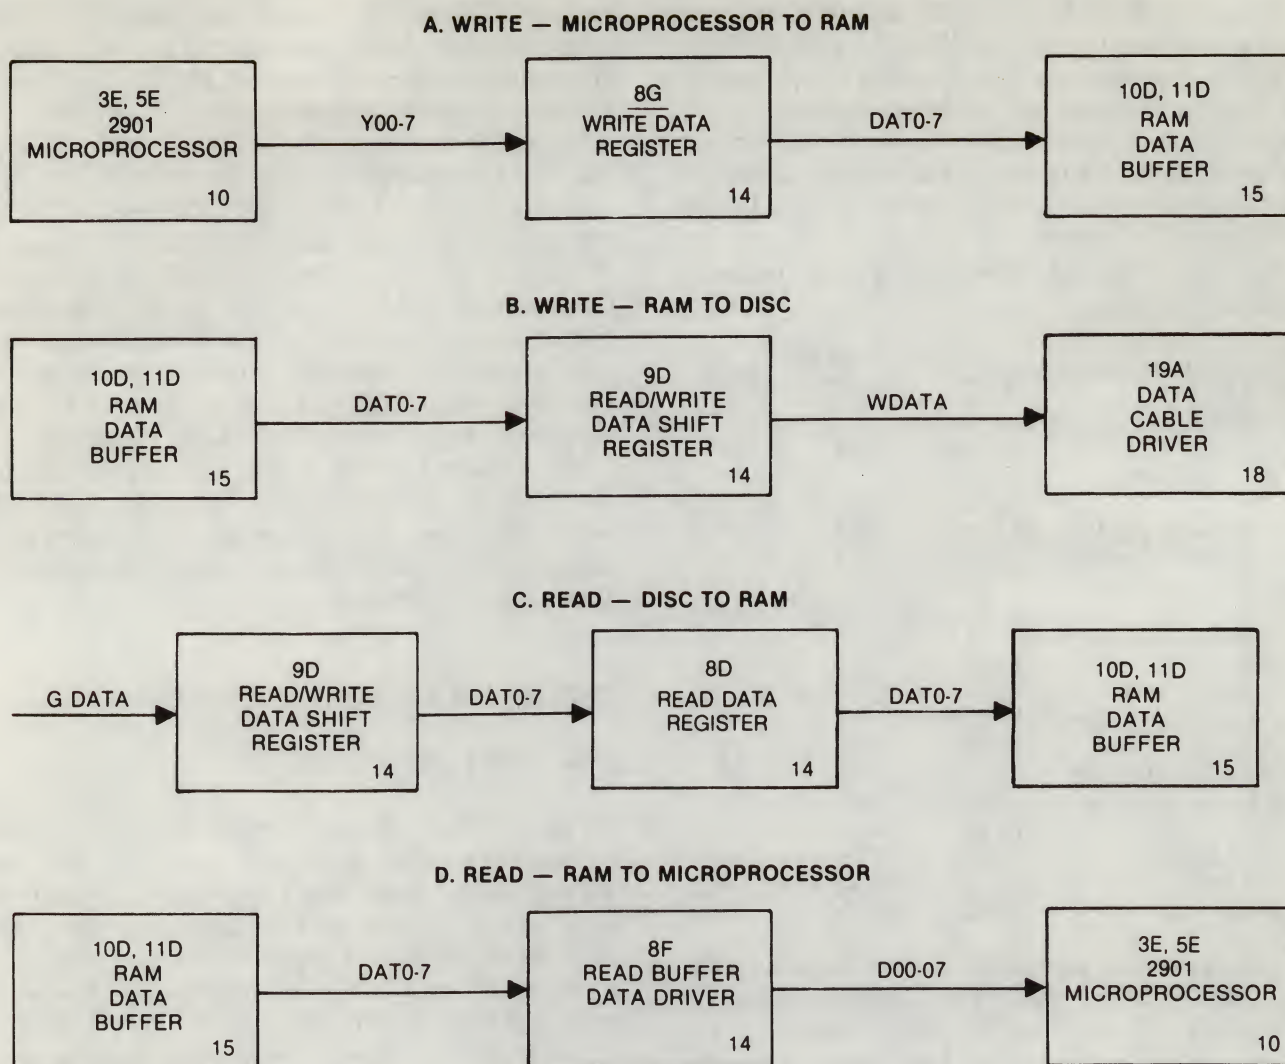 A. WRITE — MICROPROCESSOR TO RAM
3E, 5E
2901
MICROPROCESSOR
10
Y00-7
8G
WRITE DATA
REGISTER
14
DAT0-7
10D, 11D
RAM
DATA
BUFFER
15
B. WRITE — RAM TO DISC
10D, 11D
RAM
DATA
BUFFER
15
DAT0-7
9D
READ/WRITE
DATA SHIFT
REGISTER
14
WDATA
19A
DATA
CABLE
DRIVER
18
C. READ — DISC TO RAM
G DATA
9D
READ/WRITE
DATA SHIFT
REGISTER
14
DAT0-7
8D
READ DATA
REGISTER
14
DAT0-7
10D, 11D
RAM
DATA
BUFFER
15
D. READ — RAM TO MICROPROCESSOR
10D, 11D
RAM
DATA
BUFFER
15
DAT0-7
8F
READ BUFFER
DATA DRIVER
14
D00-07
3E, 5E
2901
MICROPROCESSOR
10